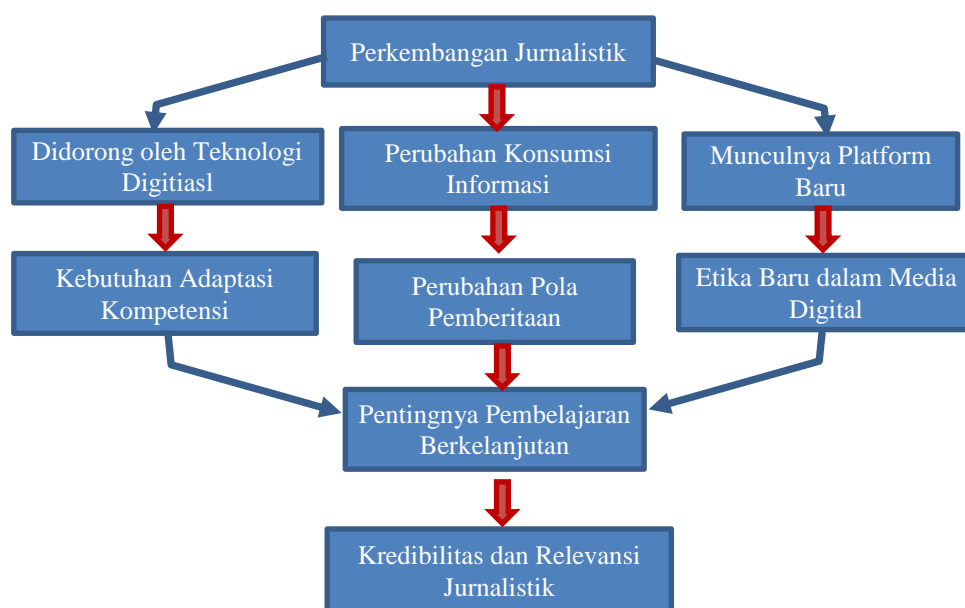 Perkembangan Jurnalistik
Didorong oleh Teknologi
Digitiasl
Perubahan Konsumsi
Informasi
Munculnya Platform
Baru
Kebutuhan Adaptasi
Kompetensi
Perubahan Pola
Pemberitaan
Etika Baru dalam Media
Digital
Pentingnya Pembelajaran
Berkelanjutan
Kredibilitas dan Relevansi
Jurnalistik